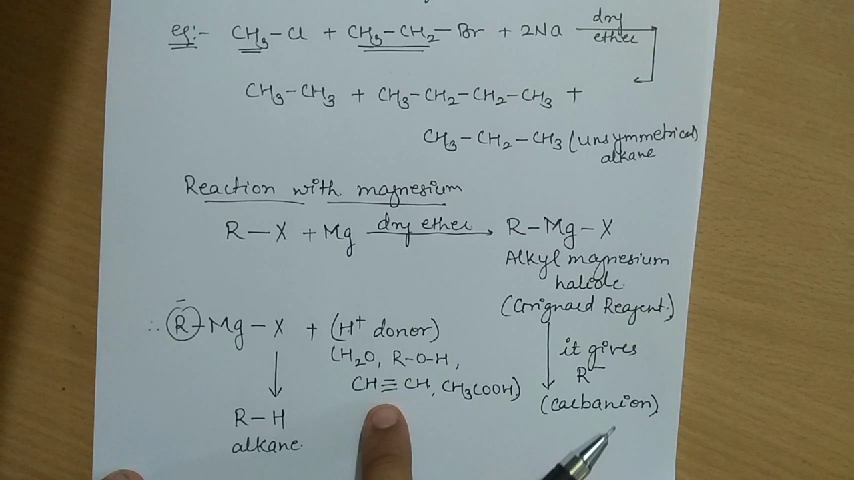 eg:- CH₃-Cl + CH₃-CH₂-Br + 2Na dry ether
CH₃-CH₃ + CH₃-CH₂-CH₂-CH₃ +
CH₃-CH₂-CH₃ (unsymmetrical)
alkane
Reaction with magnesium
R-X + Mg dry ether R-Mg-X
Alkyl magnesium
halide
(Grignard Reagent)
∴ R⁻-Mg-X + (H⁺ donor)
(H₂O, R-O-H,
CH≡CH, CH₃COOH)
it gives
R⁻
(carbanion)
R-H
alkane